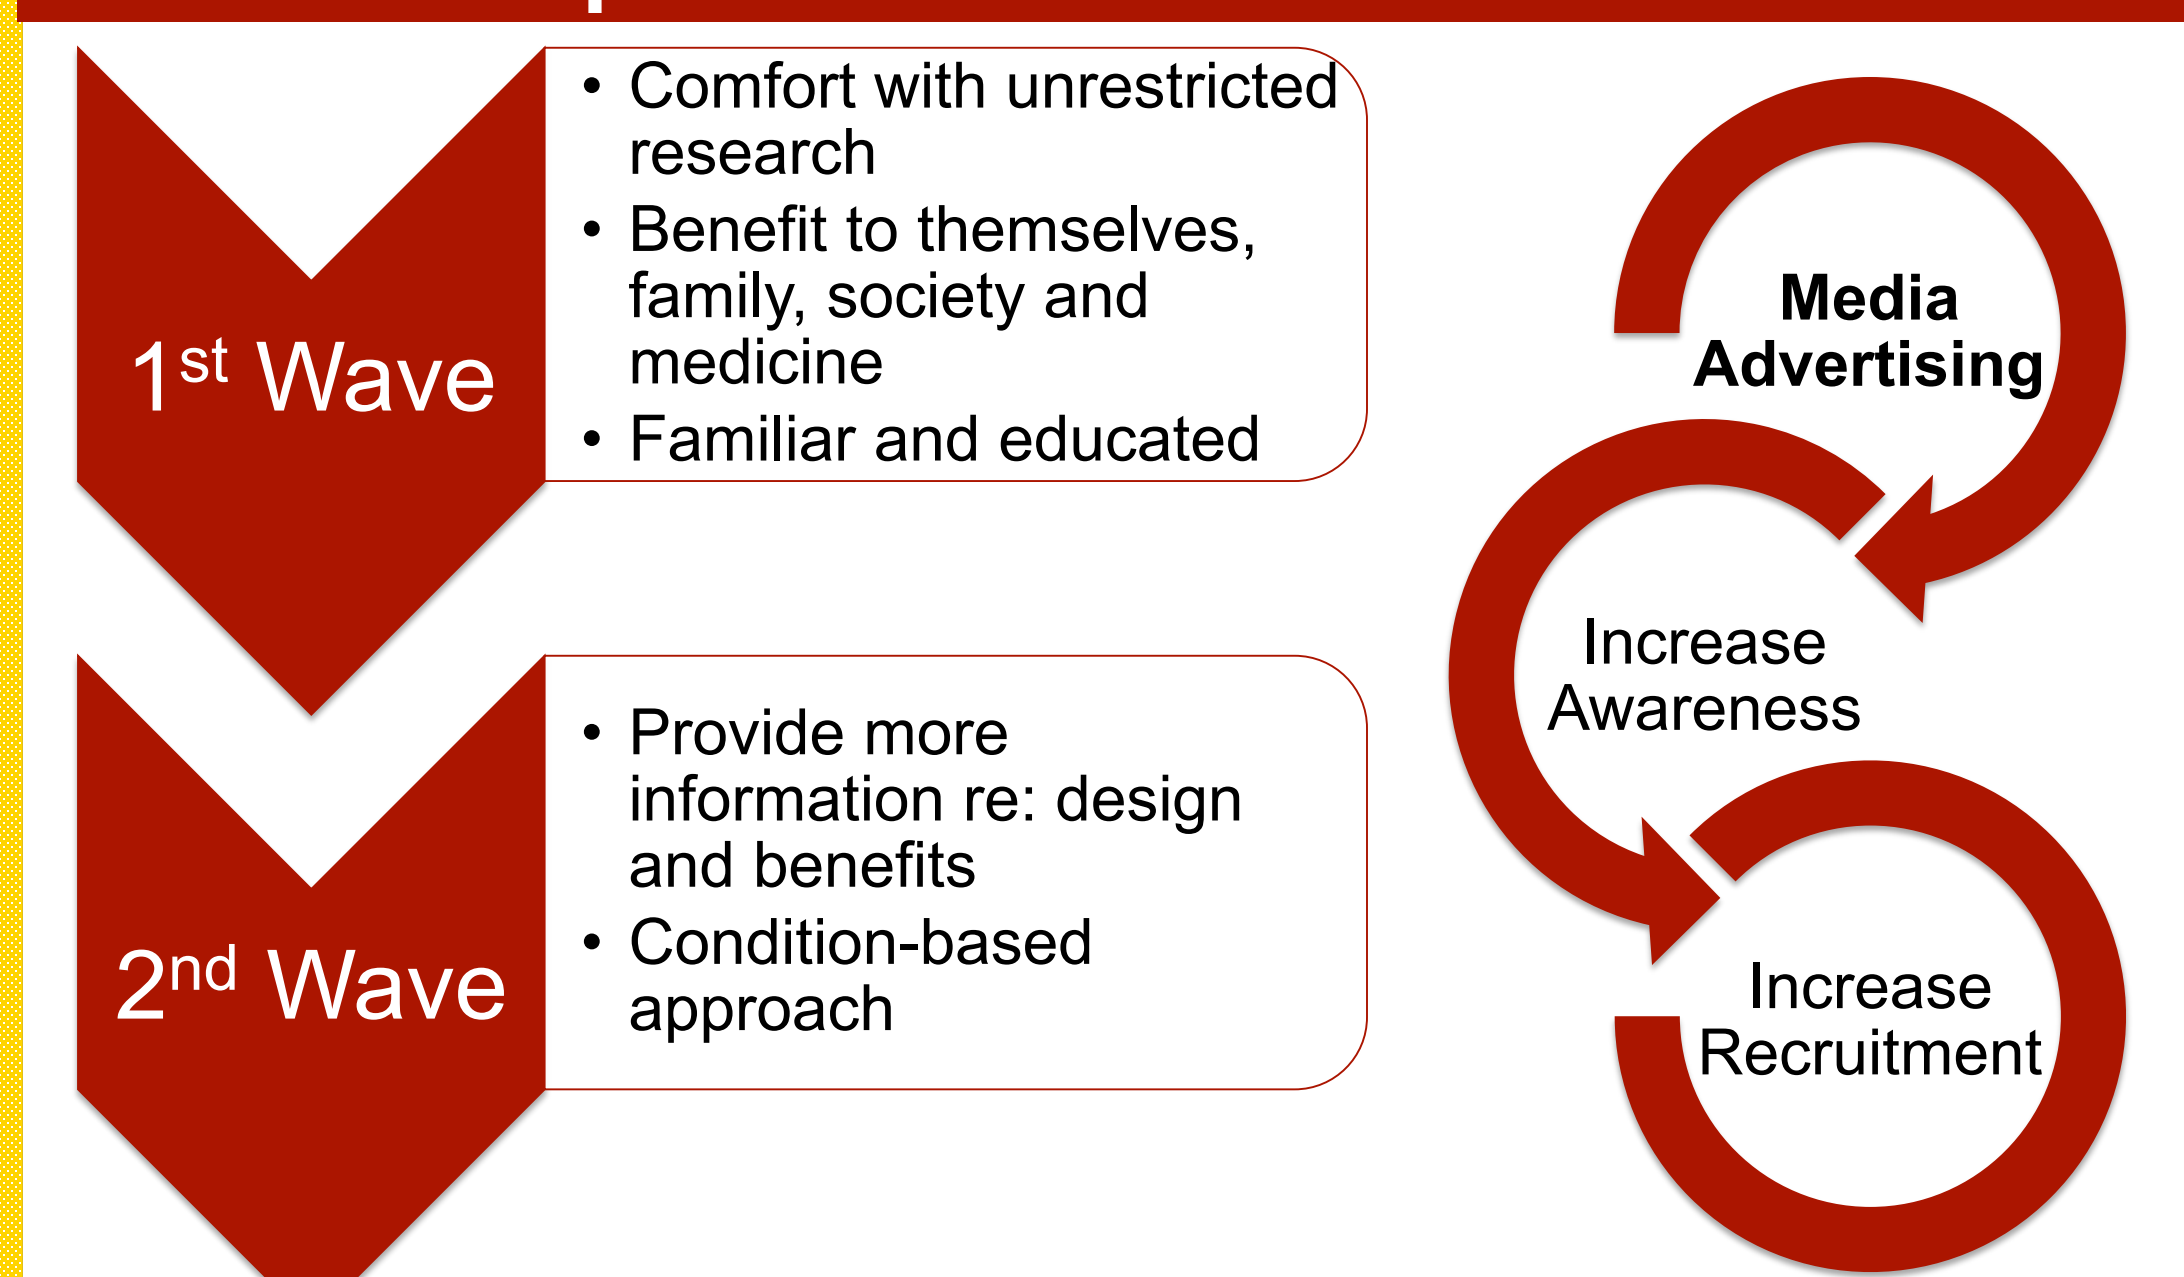 1st Wave
• Comfort with unrestricted
research
• Benefit to themselves,
family, society and
medicine
• Familiar and educated
2nd Wave
• Provide more
information re: design
and benefits
• Condition-based
approach
Media
Advertising
Increase
Awareness
Increase
Recruitment